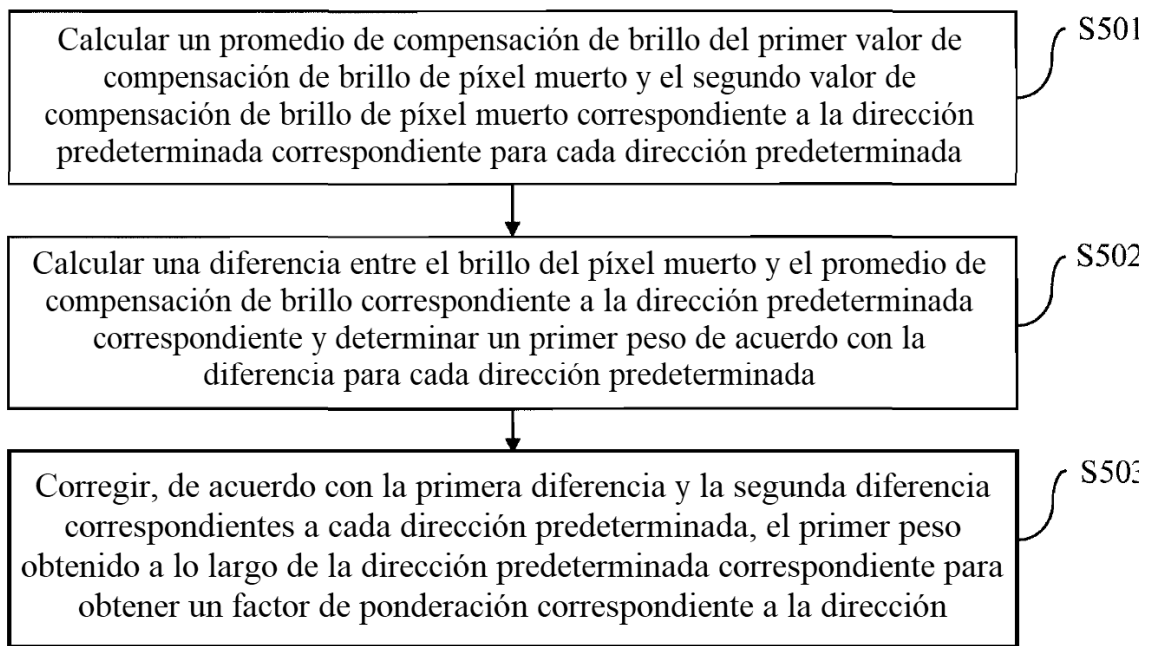 Calcular un promedio de compensación de brillo del primer valor de
compensación de brillo de píxel muerto y el segundo valor de
compensación de brillo de píxel muerto correspondiente a la dirección
predeterminada correspondiente para cada dirección predeterminada
S501
Calcular una diferencia entre el brillo del píxel muerto y el promedio de
compensación de brillo correspondiente a la dirección predeterminada
correspondiente y determinar un primer peso de acuerdo con la
diferencia para cada dirección predeterminada
S502
Corregir, de acuerdo con la primera diferencia y la segunda diferencia
correspondientes a cada dirección predeterminada, el primer peso
obtenido a lo largo de la dirección predeterminada correspondiente para
obtener un factor de ponderación correspondiente a la dirección
S503